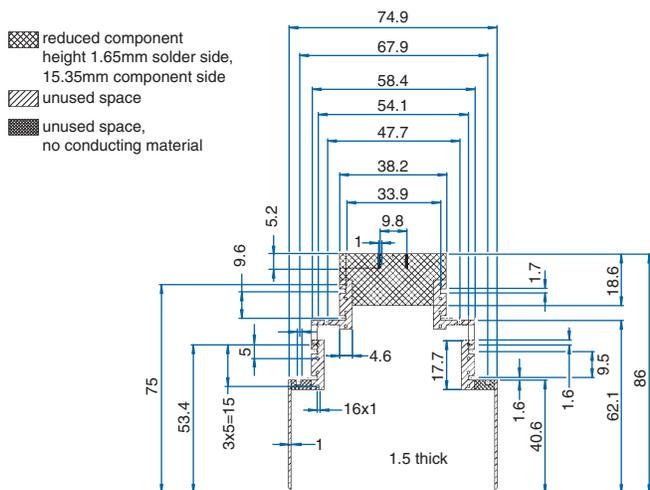 74.9
67.9
58.4
54.1
47.7
38.2
33.9
9.8
reduced component
height 1.65mm solder side,
15.35mm component side
unused space
unused space,
no conducting material
5.2
1
9.6
1.7
18.6
5
4.6
17.7
9.5
75
53.4
3x5=15
16x1
1
1.5 thick
1.6
1.6
40.6
62.1
86